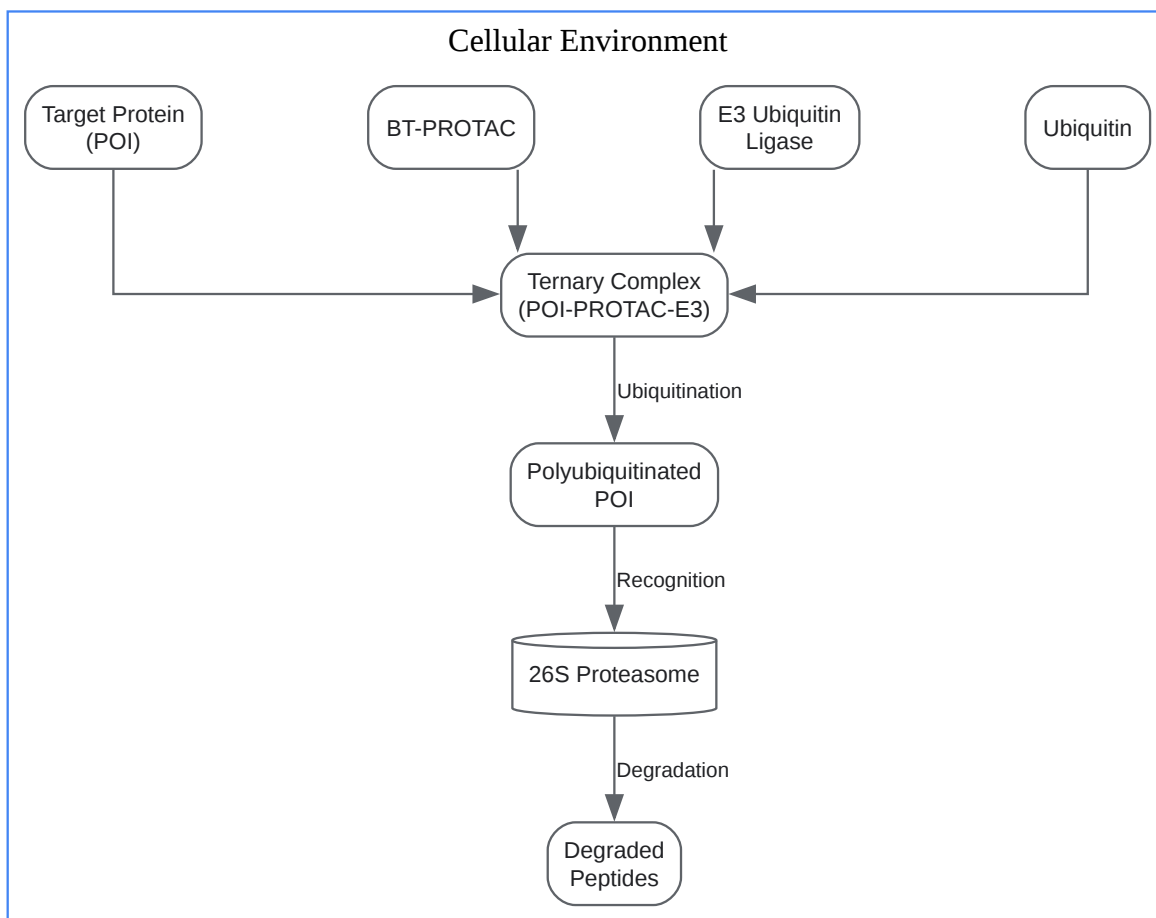 Cellular Environment
Target Protein
(POI)
BT-PROTAC
E3 Ubiquitin
Ligase
Ubiquitin
Ternary Complex
(POI-PROTAC-E3)
Ubiquitination
Polyubiquitinated
POI
Recognition
26S Proteasome
Degradation
Degraded
Peptides